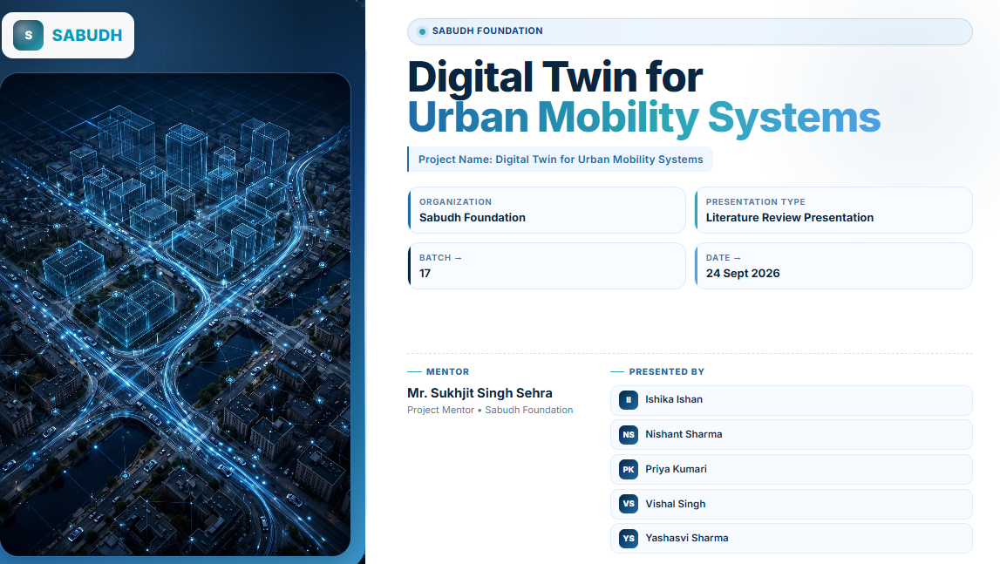 S
SABUDH
SABUDH FOUNDATION
Digital Twin for
Urban Mobility Systems
Project Name: Digital Twin for Urban Mobility Systems
ORGANIZATION
Sabudh Foundation
PRESENTATION TYPE
Literature Review Presentation
BATCH →
17
DATE →
24 Sept 2026
MENTOR
Mr. Sukhjit Singh Sehra
Project Mentor • Sabudh Foundation
PRESENTED BY
II Ishika Ishan
NS Nishant Sharma
PK Priya Kumari
VS Vishal Singh
YS Yashasvi Sharma